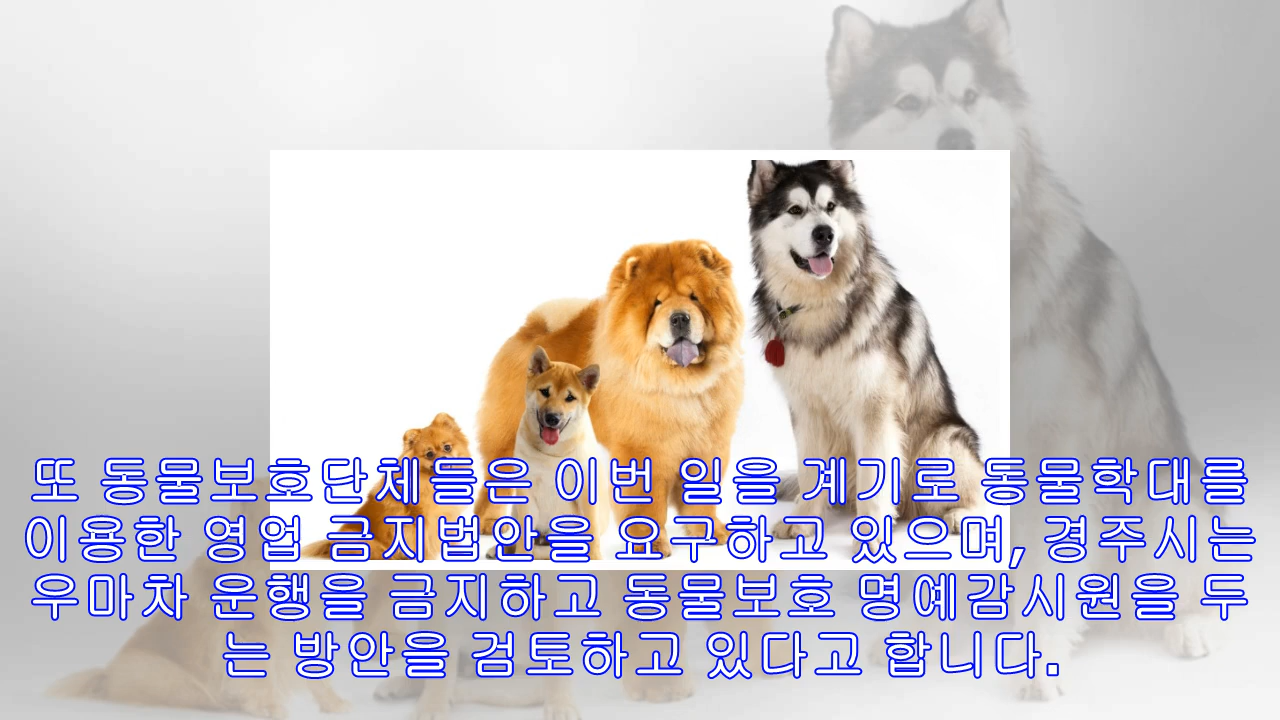 또 동물보호단체들은 이번 일을 계기로 동물학대를
이용한 영업 금지법안을 요구하고 있으며, 경주시는
우마차 운행을 금지하고 동물보호 명예감시원을 두
는 방안을 검토하고 있다고 합니다.